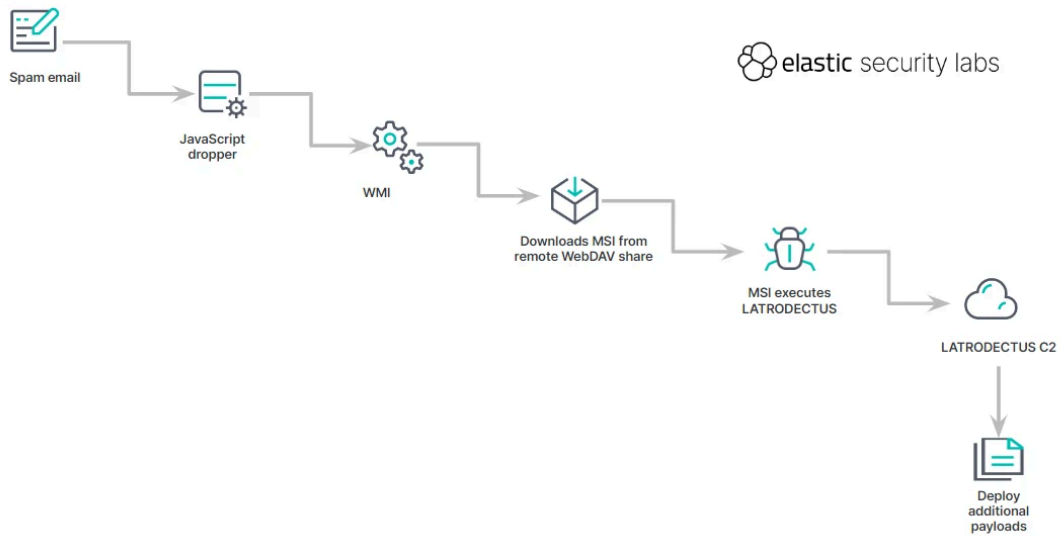 Spam email
elastic security labs
JavaScript
dropper
WMI
Downloads MSI from
remote WebDAV share
MSI executes
LATRODECTUS
LATRODECTUS C2
Deploy
additional
payloads